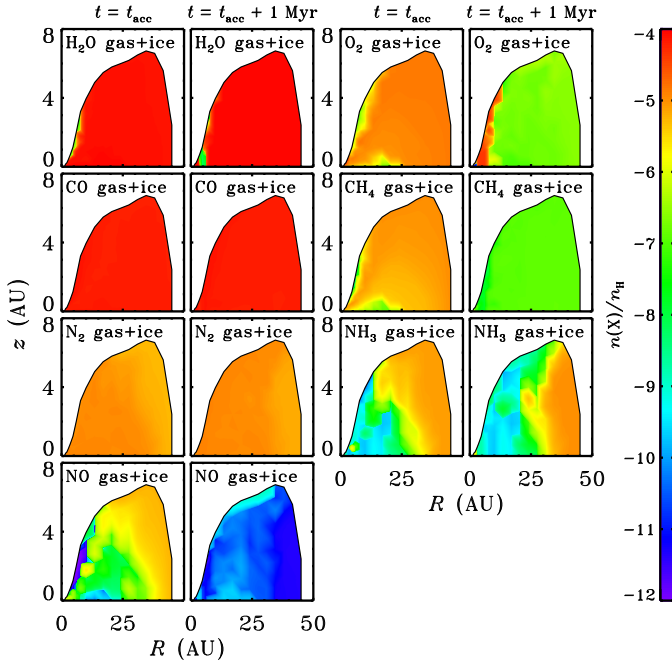 t = t_acc t = t_acc + 1 Myr t = t_acc t = t_acc + 1 Myr
8 H₂O gas+ice H₂O gas+ice O₂ gas+ice O₂ gas+ice -4
-5
4
0 -6
CO gas+ice CO gas+ice CH₄ gas+ice CH₄ gas+ice
4 -7
0
z (AU)
n(X)/n_H
8 N₂ gas+ice N₂ gas+ice NH₃ gas+ice NH₃ gas+ice -8
4 -9
0 0 25 0 25 50
R (AU)
8 NO gas+ice NO gas+ice -10
4 -11
0 -12
0 25 0 25 50
R (AU)